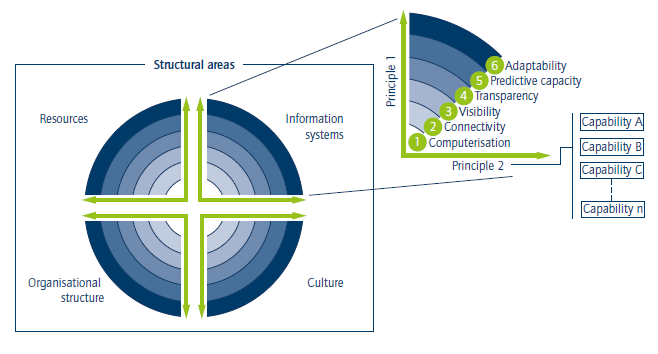 Structural areas
Resources
Information
systems
Organisational
structure
Culture
Principle 1
6 Adaptability
5 Predictive capacity
4 Transparency
3 Visibility
2 Connectivity
1 Computerisation
Principle 2
Capability A
Capability B
Capability C
Capability n